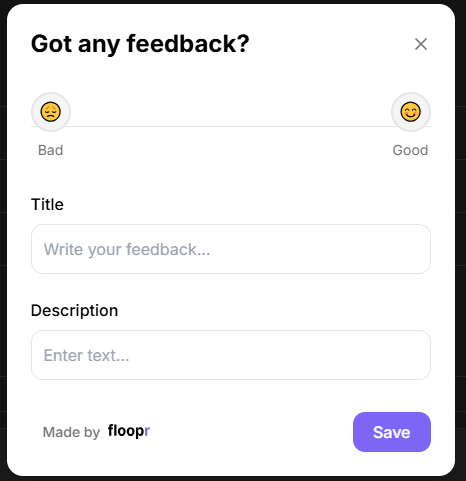 Got any feedback?
Bad Good
Title
Write your feedback...
Description
Enter text...
Made by floopr Save